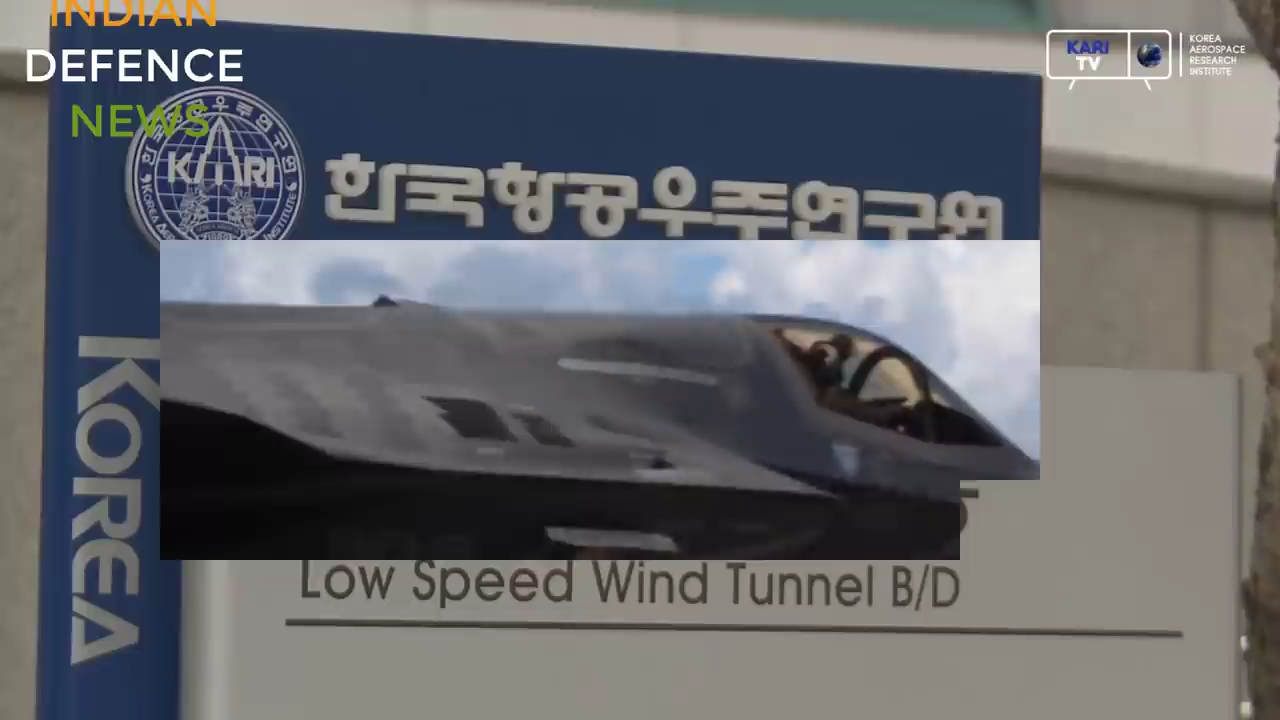 INDIAN
DEFENCE
NEWS
KARI
TV
KOREA
AEROSPACE
RESEARCH
INSTITUTE
KARI
한국항공우주연구원
KOREA
Low Speed Wind Tunnel B/D